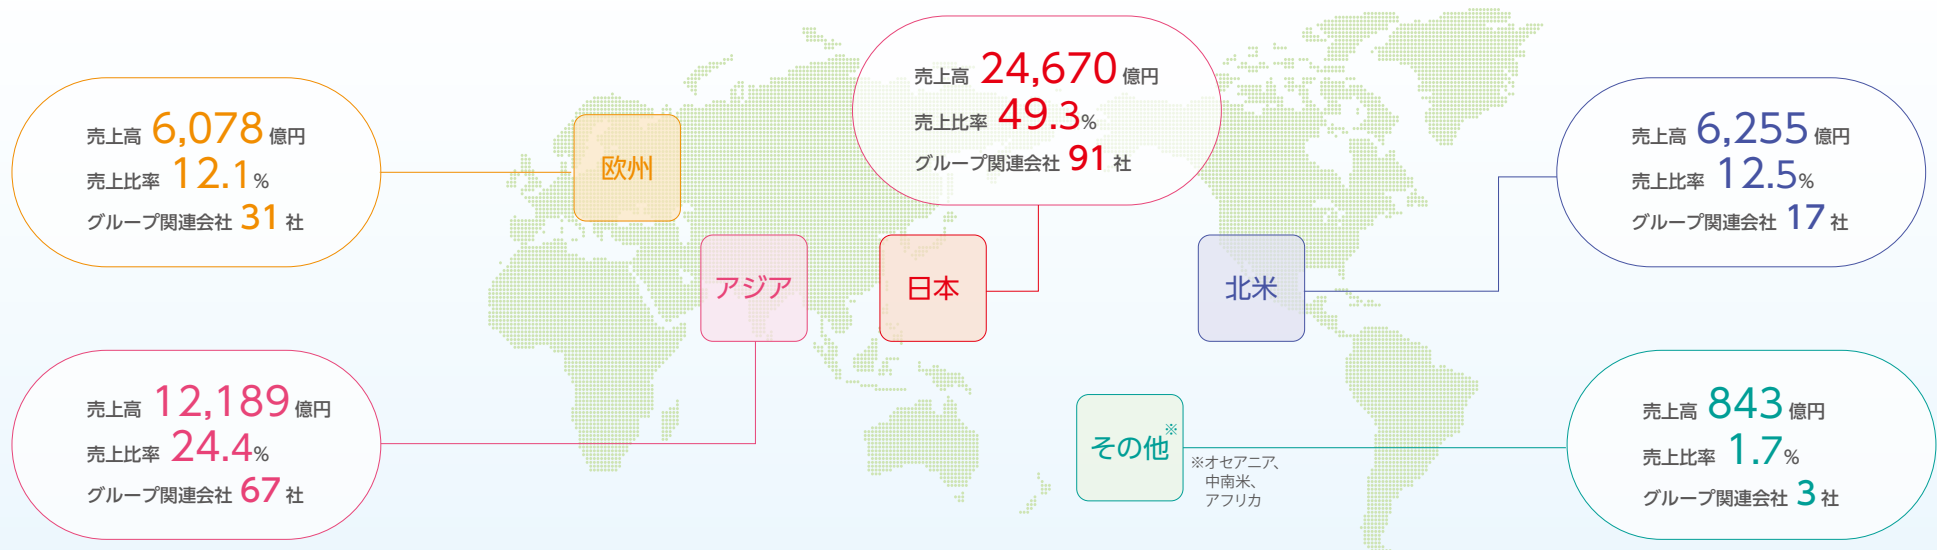 売上高 6,078 億円
売上比率 12.1%
グループ関連会社 31 社
欧州
売上高 24,670 億円
売上比率 49.3%
グループ関連会社 91 社
売上高 6,255 億円
売上比率 12.5%
グループ関連会社 17 社
アジア
日本
北米
売上高 12,189 億円
売上比率 24.4%
グループ関連会社 67 社
その他※
※オセアニア、
中南米、
アフリカ
売上高 843 億円
売上比率 1.7%
グループ関連会社 3 社